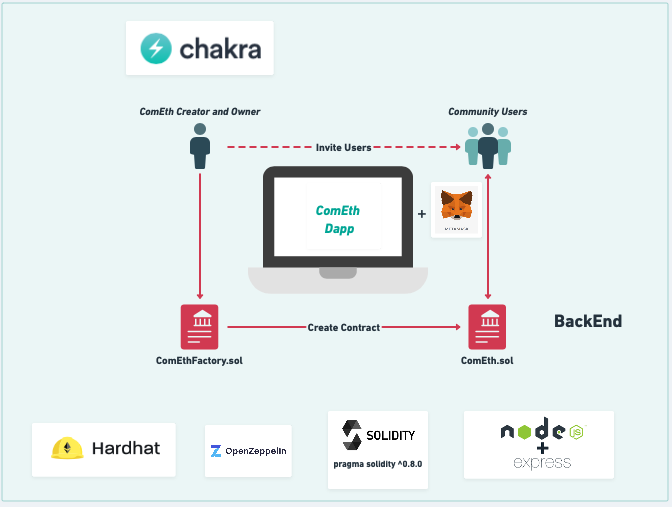 chakra
ComEth Creator and Owner
Community Users
Invite Users
ComEth
Dapp
+
ComEthFactory.sol
Create Contract
ComEth.sol
BackEnd
Hardhat
OpenZeppelin
SOLIDITY
pragma solidity ^0.8.0
node
JS
+
express